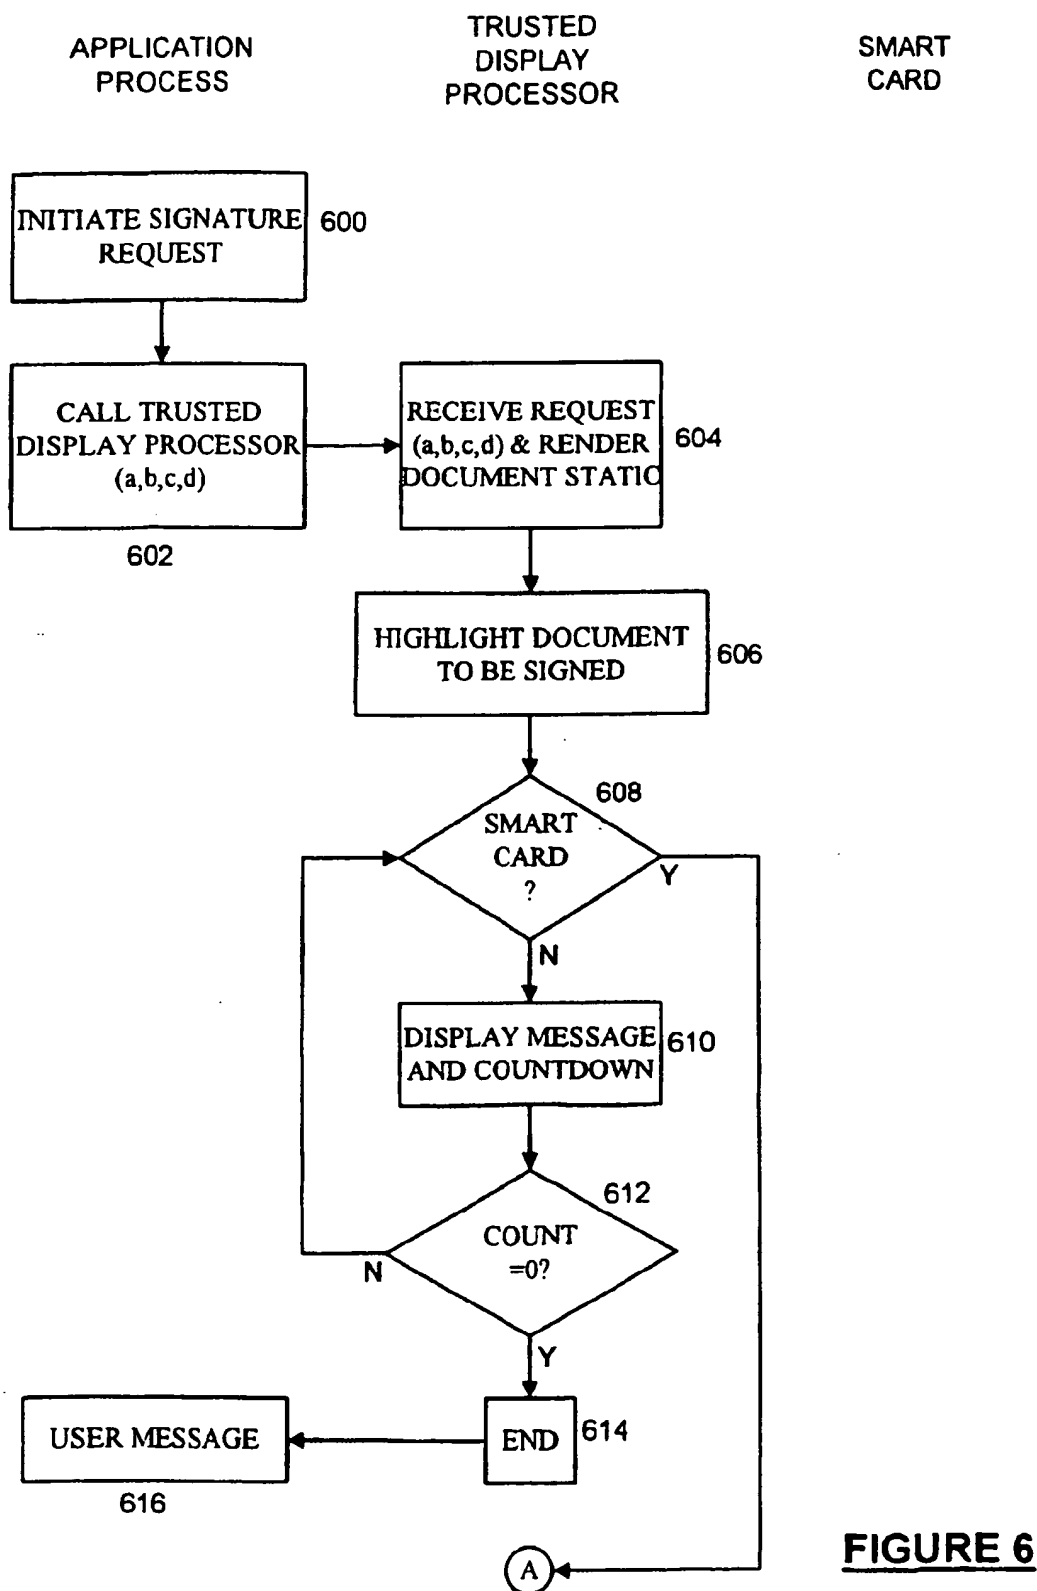 APPLICATION
PROCESS
TRUSTED
DISPLAY
PROCESSOR
SMART
CARD
INITIATE SIGNATURE
REQUEST
600
CALL TRUSTED
DISPLAY PROCESSOR
(a,b,c,d)
602
RECEIVE REQUEST
(a,b,c,d) & RENDER
DOCUMENT STATIC
604
HIGHLIGHT DOCUMENT
TO BE SIGNED
606
608
SMART
CARD
?
Y
N
DISPLAY MESSAGE
AND COUNTDOWN
610
612
COUNT
=0?
N
Y
USER MESSAGE
616
END
614
A
FIGURE 6